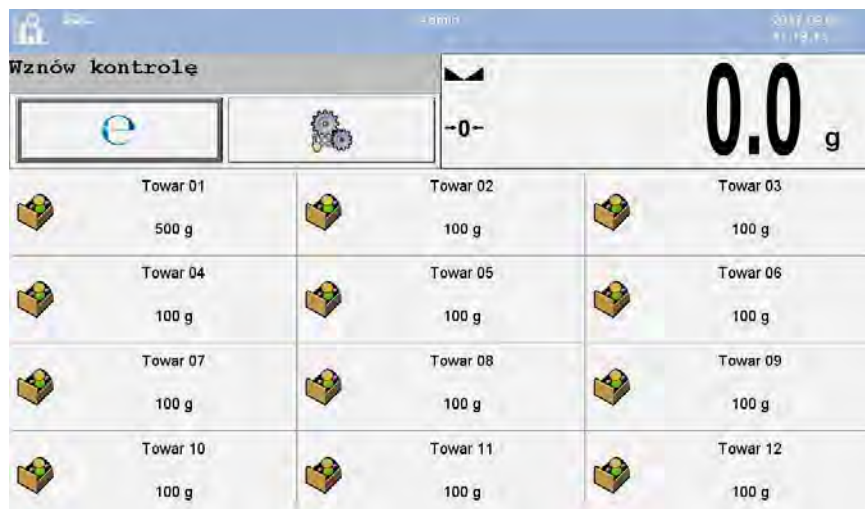 Admin
Wznów kontrolę
e
→0←
0.0 g
Towar 01
500 g
Towar 02
100 g
Towar 03
100 g
Towar 04
100 g
Towar 05
100 g
Towar 06
100 g
Towar 07
100 g
Towar 08
100 g
Towar 09
100 g
Towar 10
100 g
Towar 11
100 g
Towar 12
100 g